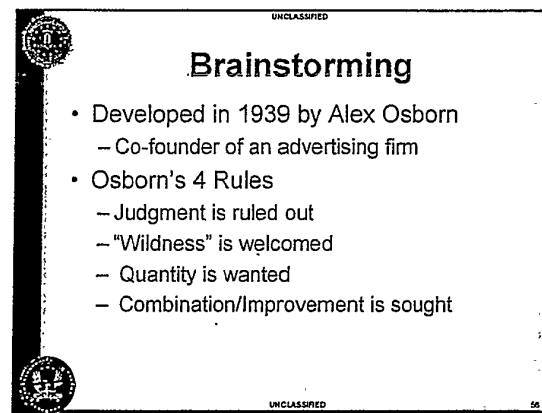 UNCLASSIFIED
Brainstorming
• Developed in 1939 by Alex Osborn
– Co-founder of an advertising firm
• Osborn's 4 Rules
– Judgment is ruled out
– "Wildness" is welcomed
– Quantity is wanted
– Combination/Improvement is sought
UNCLASSIFIED